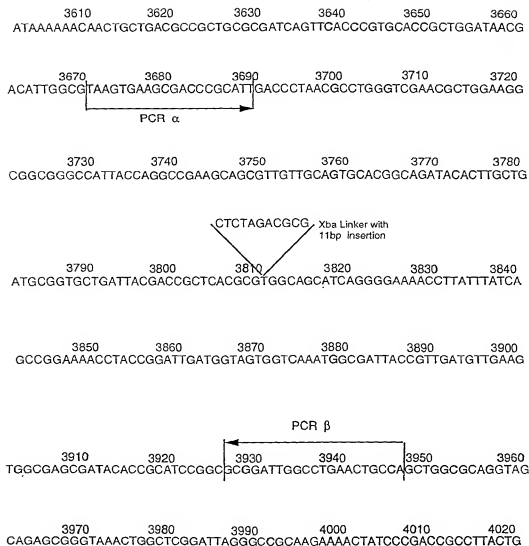 3610 3620 3630 3640 3650 3660
ATAAAAAACAACTGCTGACGCCGCTGCGCGATCAGTTCACCCGTGCACCGCTGGATAACG
3670 3680 3690 3700 3710 3720
ACATTGGCGTAAGTGAAGCGACCCGCATTGACCCTAACGCCTGGGTCGAACGCTGGAAGG
PCR α
3730 3740 3750 3760 3770 3780
CGGCGGGCCATTACCAGGCCGAAGCAGCGTTGTTGCAGTGCACGGCAGATACACTTGCTG
CTCTAGACGCG Xba Linker with
11bp insertion
3790 3800 3810 3820 3830 3840
ATGCGGTGCTGATTACGACCGCTCACGCGTGGCAGCATCAGGGGAAAACCTTATTTATCA
3850 3860 3870 3880 3890 3900
GCCGGAAAACCTACCGGATTGATGGTAGTGGTCAAATGGCGATTACCGTTGATGTTGAAG
PCR β
3910 3920 3930 3940 3950 3960
TGGCGAGCGATACACCGCATCCGGCGCGGATTGGCCTGAACTGCCAGCTGGCGCAGGTAG
3970 3980 3990 4000 4010 4020
CAGAGCGGGTAAACTGGCTCGGATTAGGGCCGCAAGAAAACTATCCCGACCGCCTTACTG